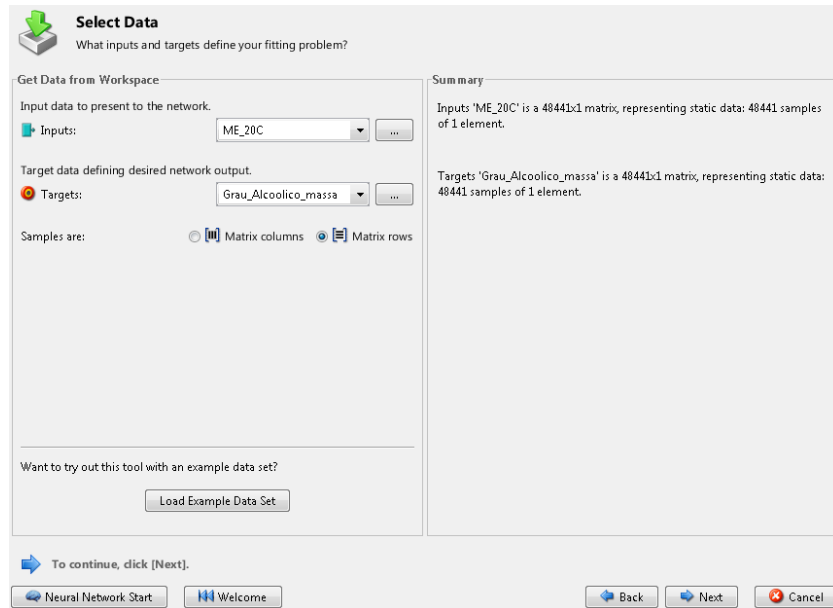 Select Data
What inputs and targets define your fitting problem?
Get Data from Workspace
Input data to present to the network.
Inputs:
ME_20C
...
Target data defining desired network output.
Targets:
Grau_Alcoolico_massa
...
Samples are:
Matrix columns
Matrix rows
Want to try out this tool with an example data set?
Load Example Data Set
Summary
Inputs 'ME_20C' is a 48441x1 matrix, representing static data: 48441 samples
of 1 element.
Targets 'Grau_Alcoolico_massa' is a 48441x1 matrix, representing static data:
48441 samples of 1 element.
To continue, click [Next].
Neural Network Start
Welcome
Back
Next
Cancel